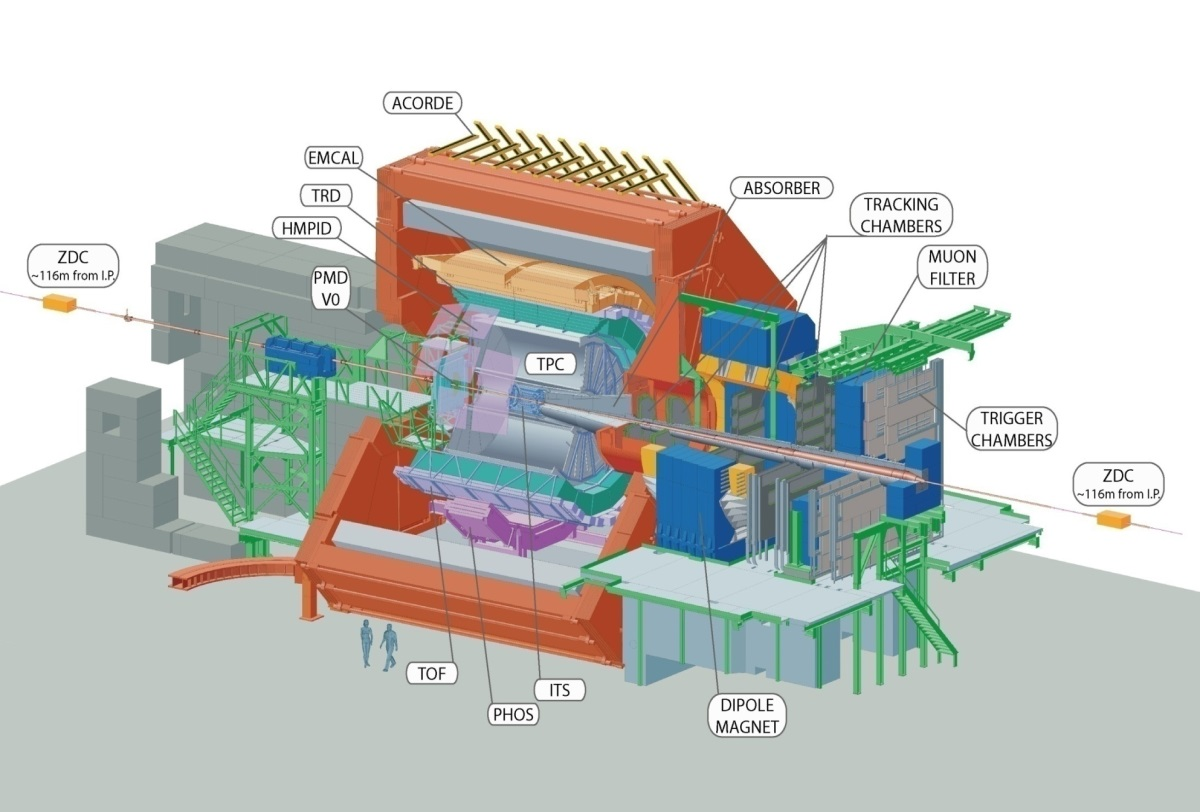 ACORDE
EMCAL
TRD
HMPID
PMD
V0
ZDC
~116m from I.P.
ABSORBER
TRACKING
CHAMBERS
MUON
FILTER
TPC
TRIGGER
CHAMBERS
ZDC
~116m from I.P.
TOF
PHOS
ITS
DIPOLE
MAGNET